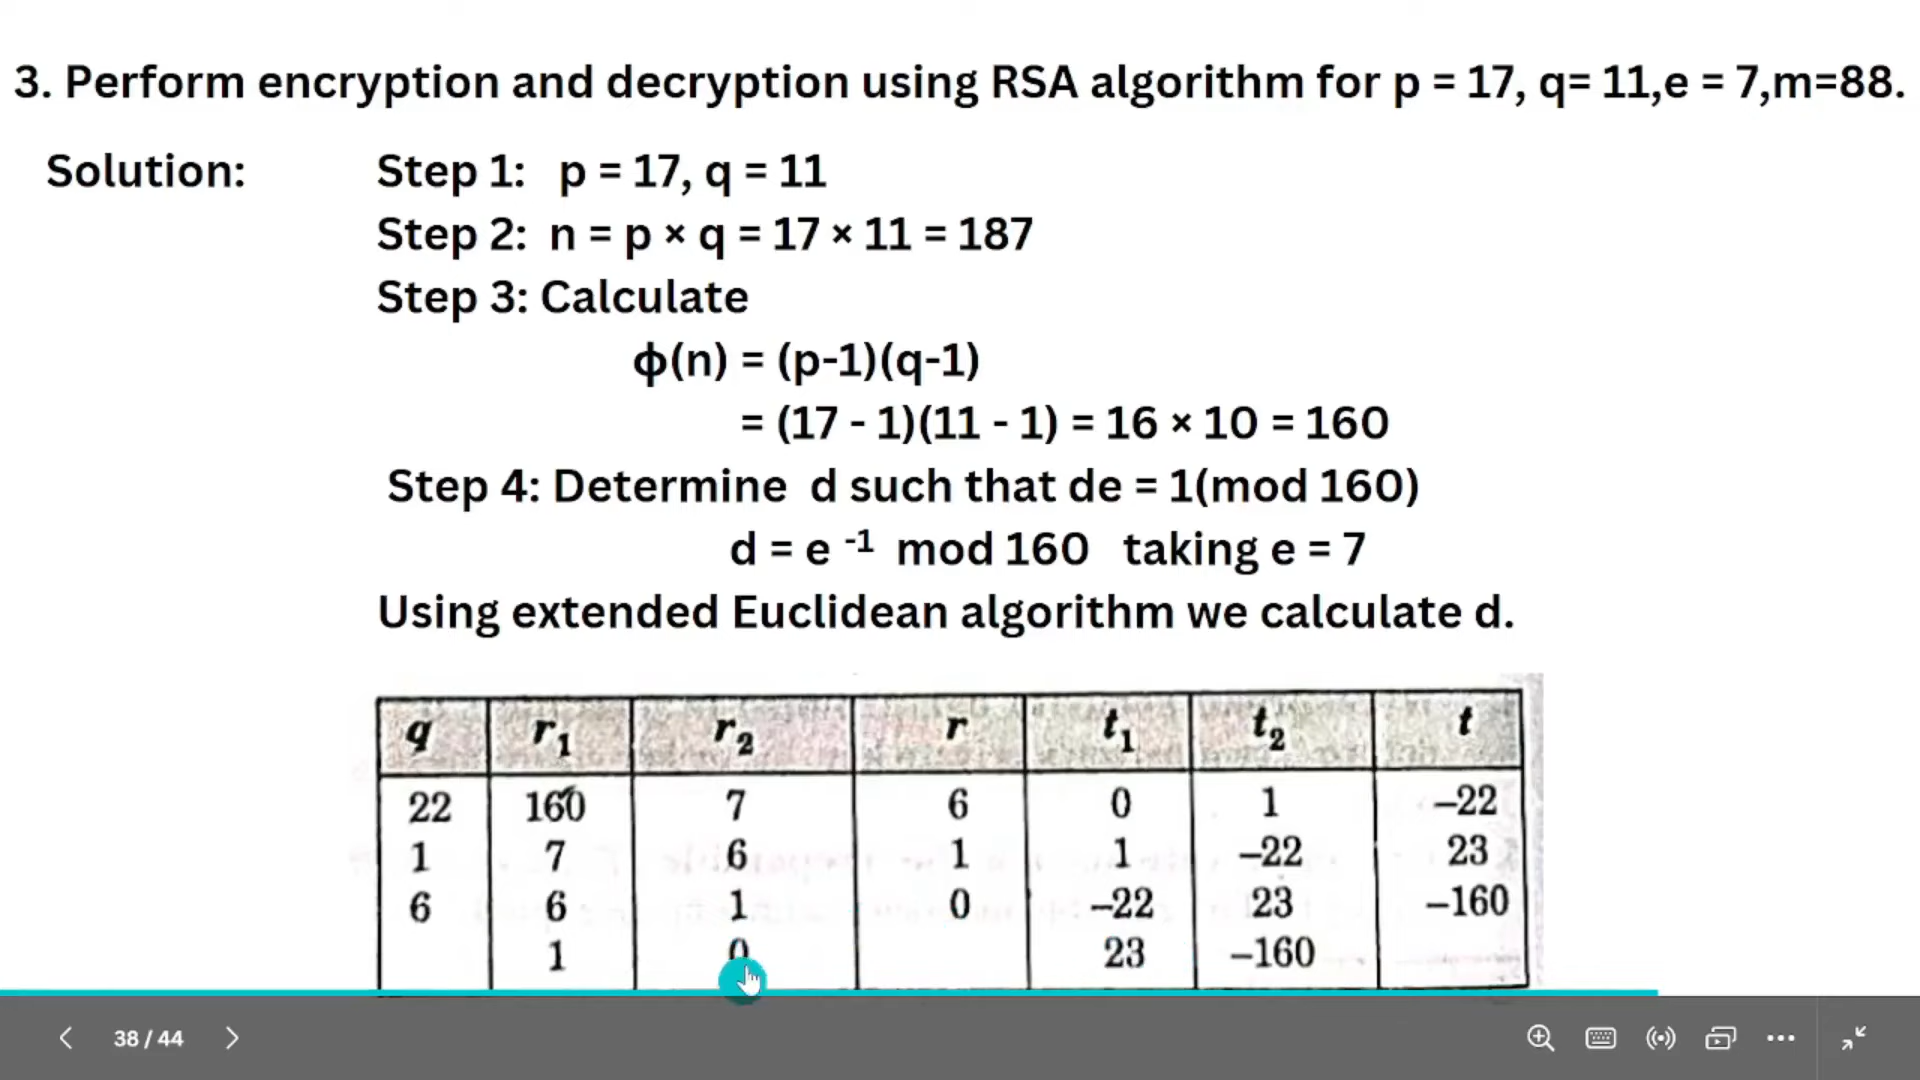 3. Perform encryption and decryption using RSA algorithm for p = 17, q= 11,e = 7,m=88.
Solution: Step 1: p = 17, q = 11
Step 2: n = p × q = 17 × 11 = 187
Step 3: Calculate
ϕ(n) = (p-1)(q-1)
= (17 - 1)(11 - 1) = 16 × 10 = 160
Step 4: Determine d such that de = 1(mod 160)
d = e ⁻¹ mod 160 taking e = 7
Using extended Euclidean algorithm we calculate d.
q r₁ r₂ r t₁ t₂ t
22 160 7 6 0 1 –22
1 7 6 1 1 –22 23
6 6 1 0 –22 23 –160
1 0 23 –160
38 / 44